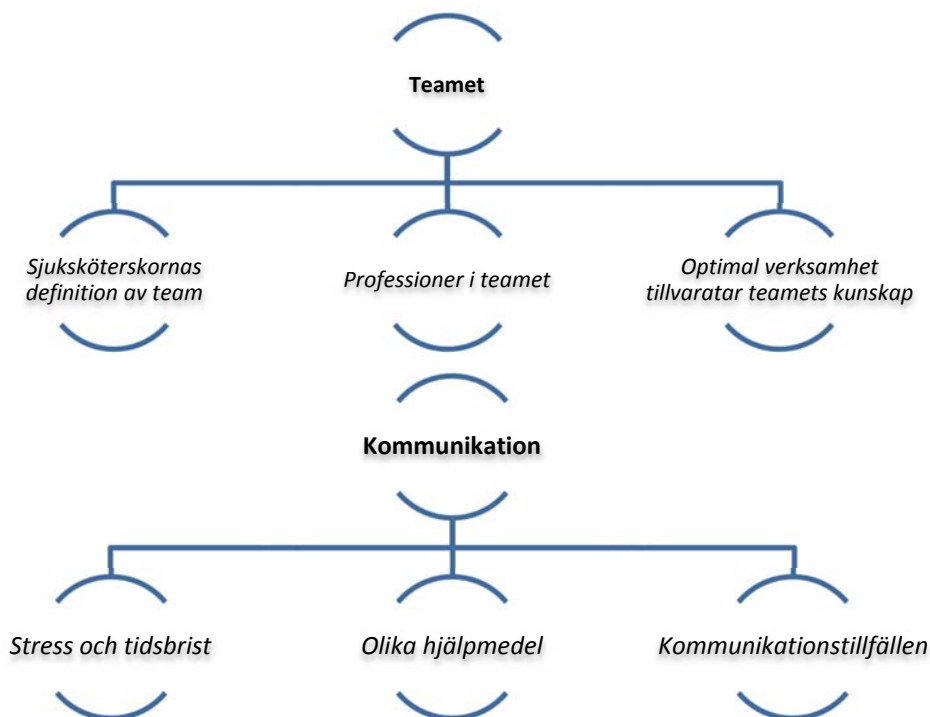 Teamet
Sjuksköterskornas
definition av team
Professioner i teamet
Optimal verksamhet
tillvaratar teamets kunskap
Kommunikation
Stress och tidsbrist
Olika hjälpmedel
Kommunikationstillfällen